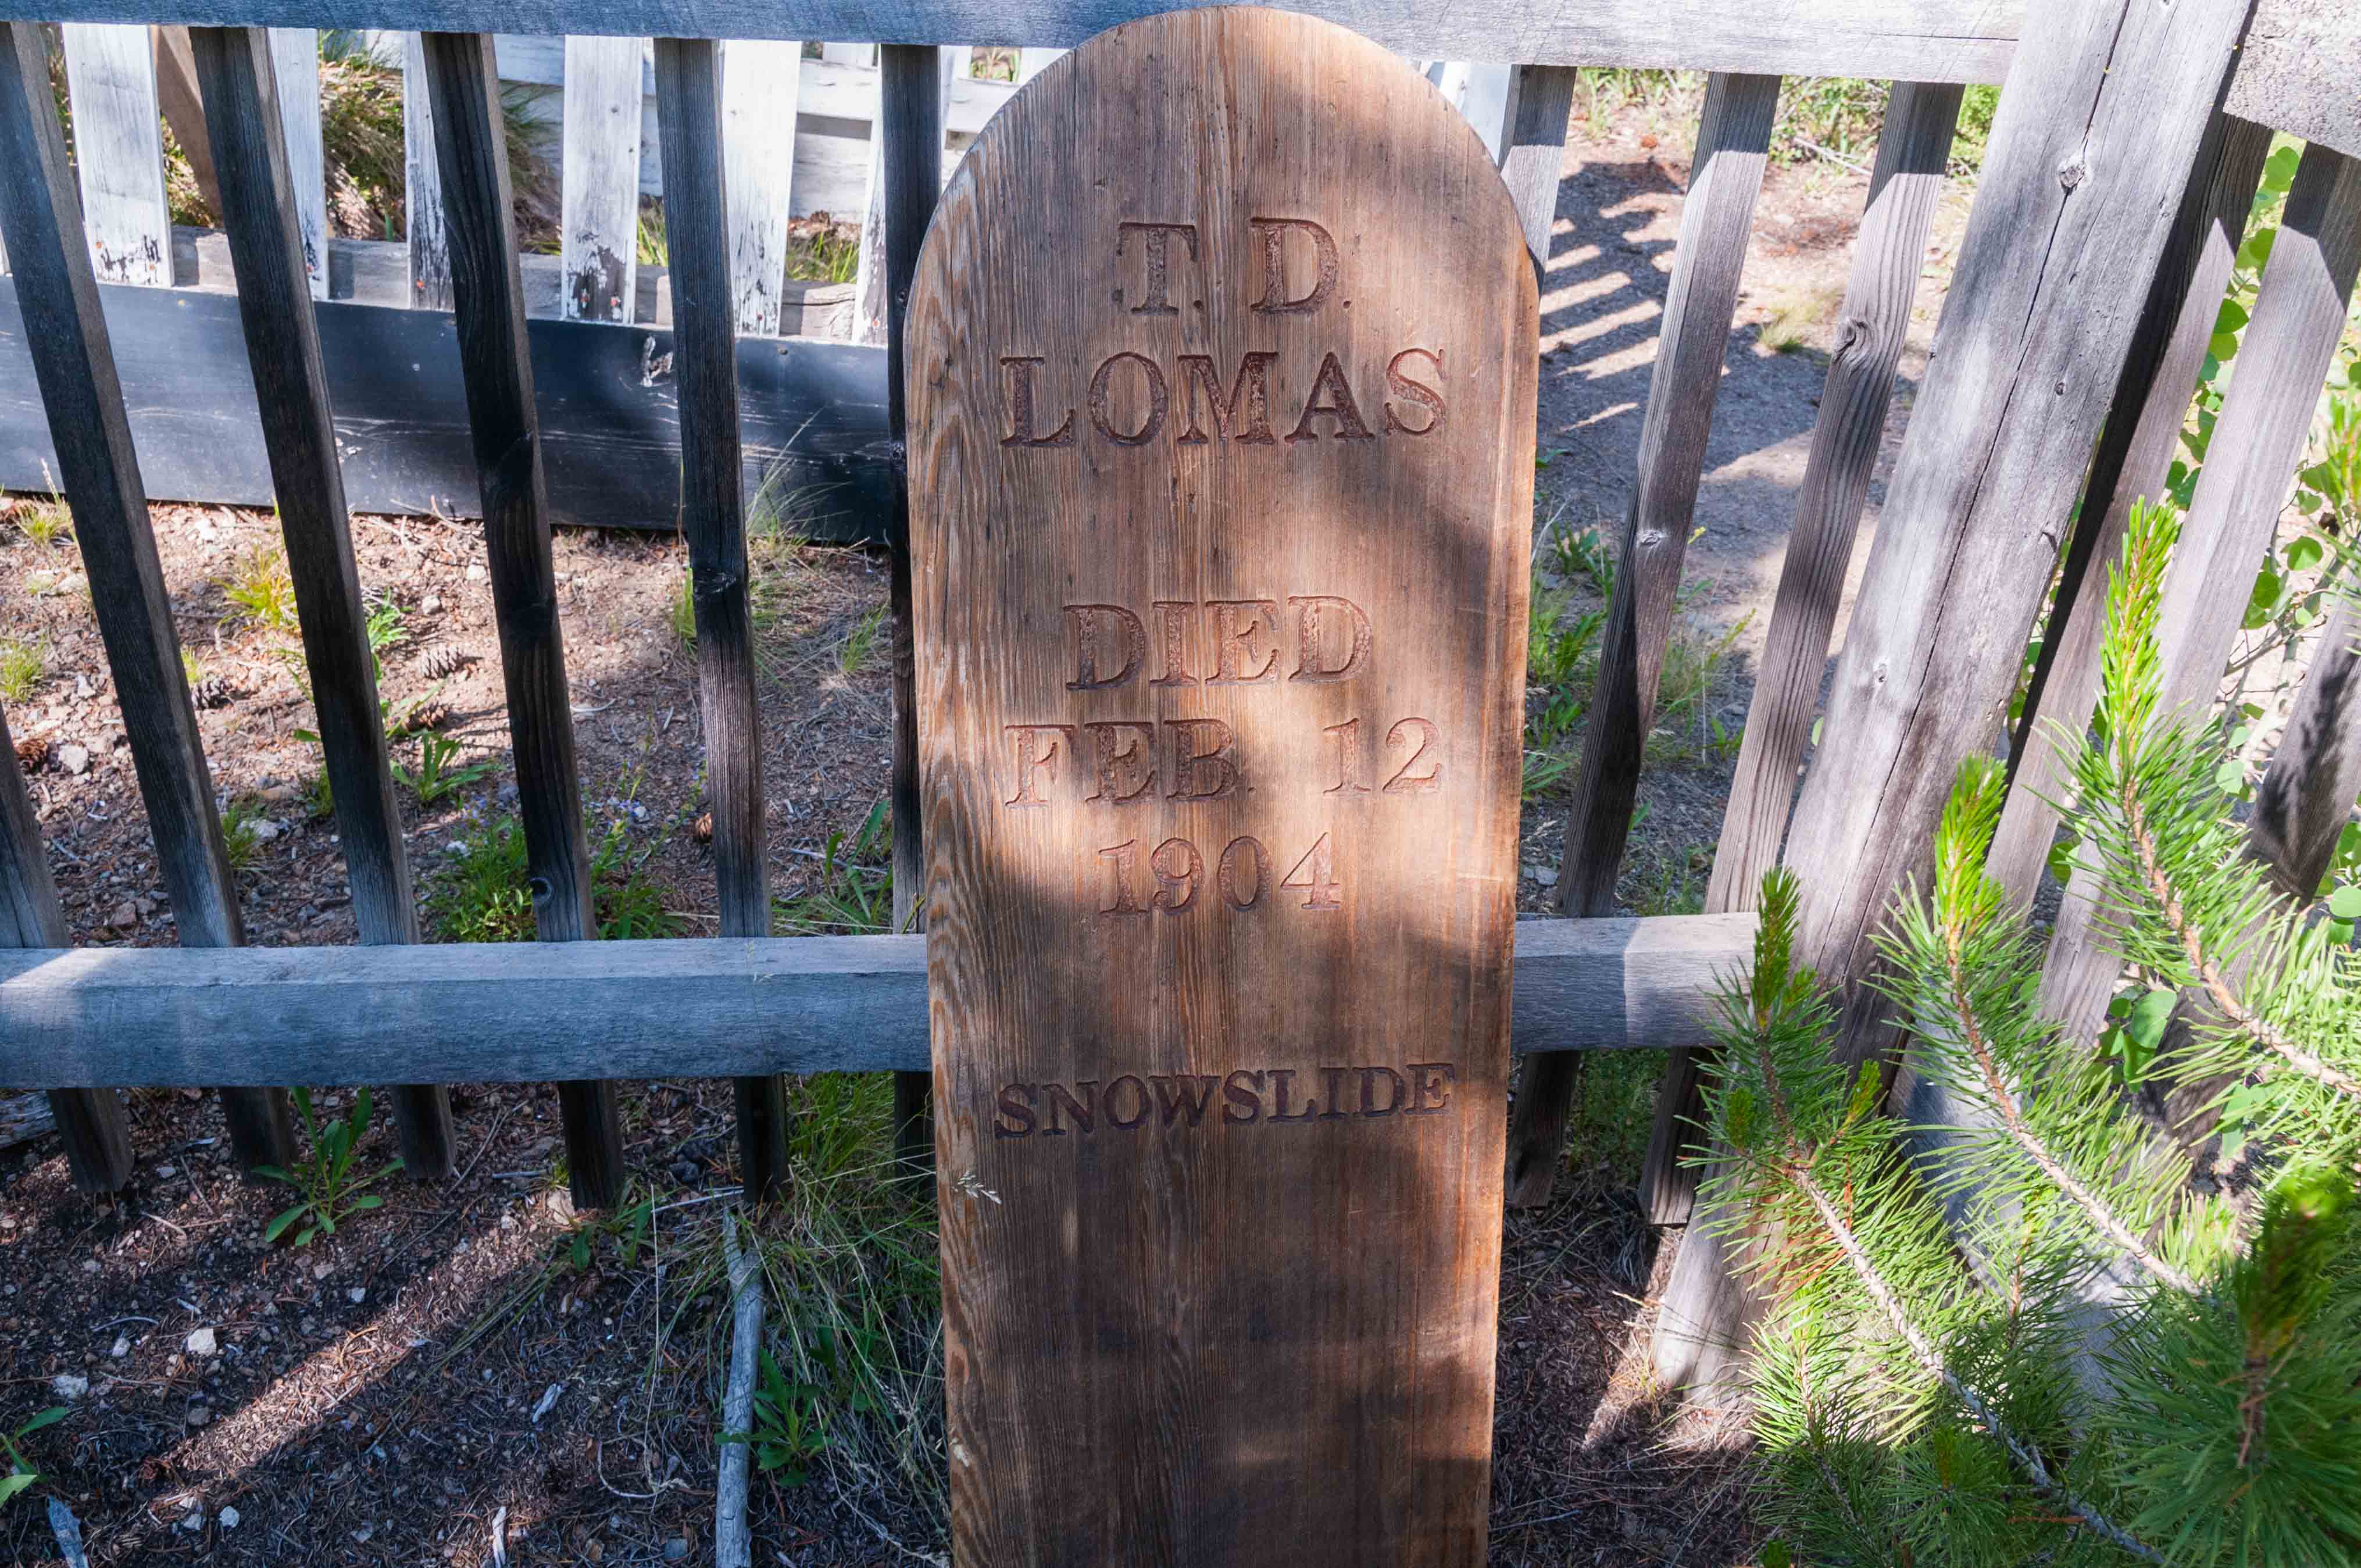 T. D.
LOMAS
DIED
FEB. 12
1904
SNOWSLIDE